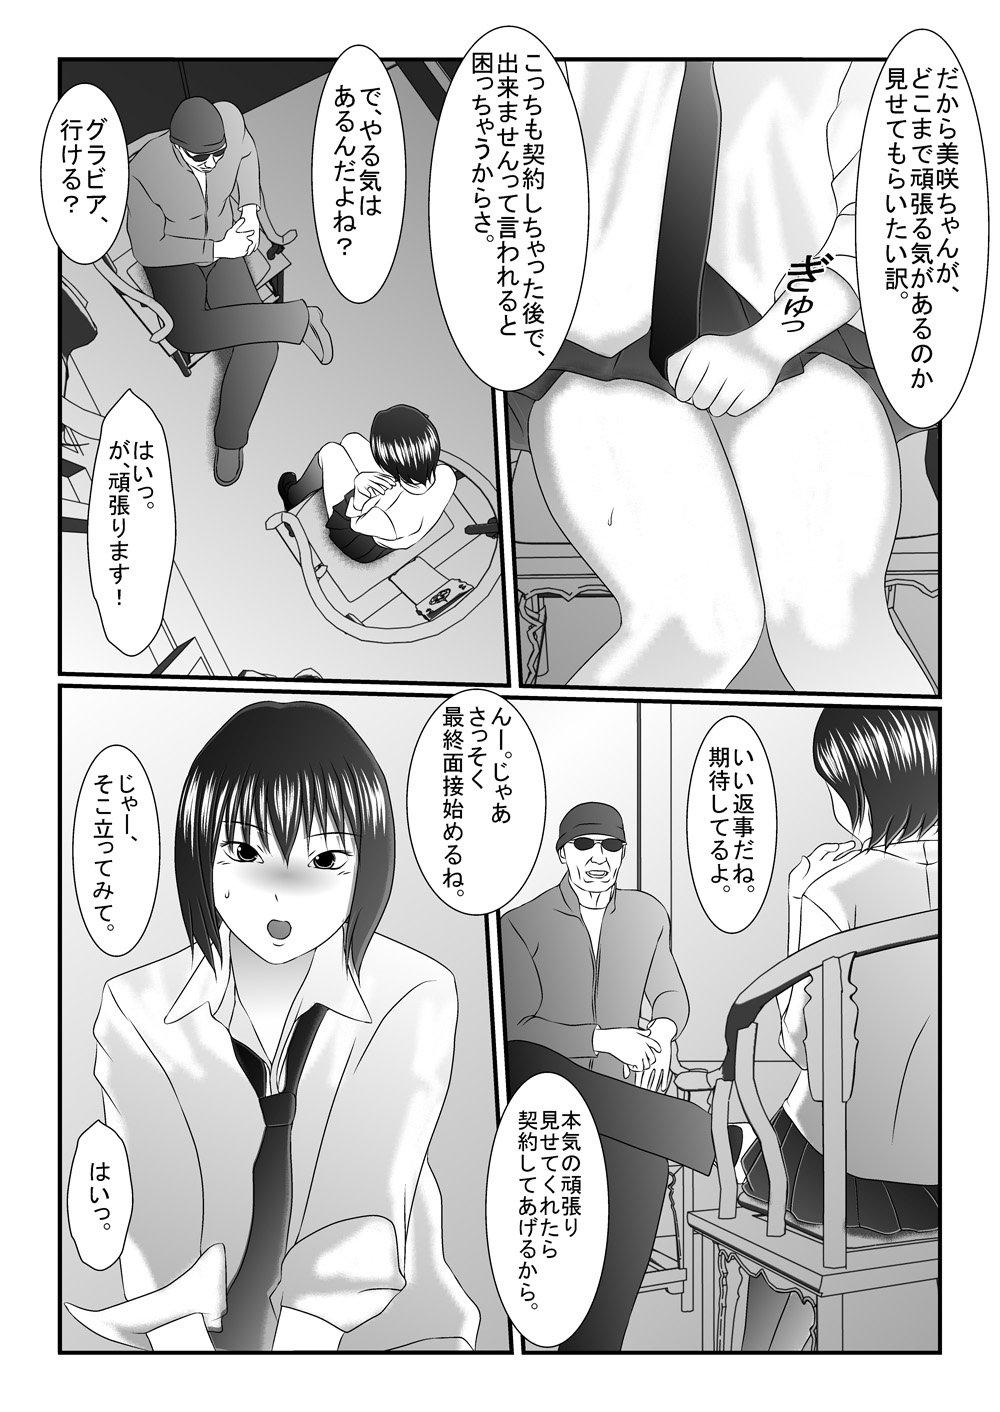 だから美咲ちゃんが、
どこまで頑張る気があるのか
見せてもらいたい訳。
ぎゅっ
こっちも契約しちゃった後で、
出来ませんって言われると
困っちゃうからさ。
で、やる気は
あるんだよね？
グラビア、
行ける？
はいっ。
が、頑張ります！
いい返事だね。
期待してるよ。
本気の頑張り
見せてくれたら
契約してあげるから。
んー。じゃあ
さっそく
最終面接始めるね。
じゃー、
そこ立ってみて。
はいっ。